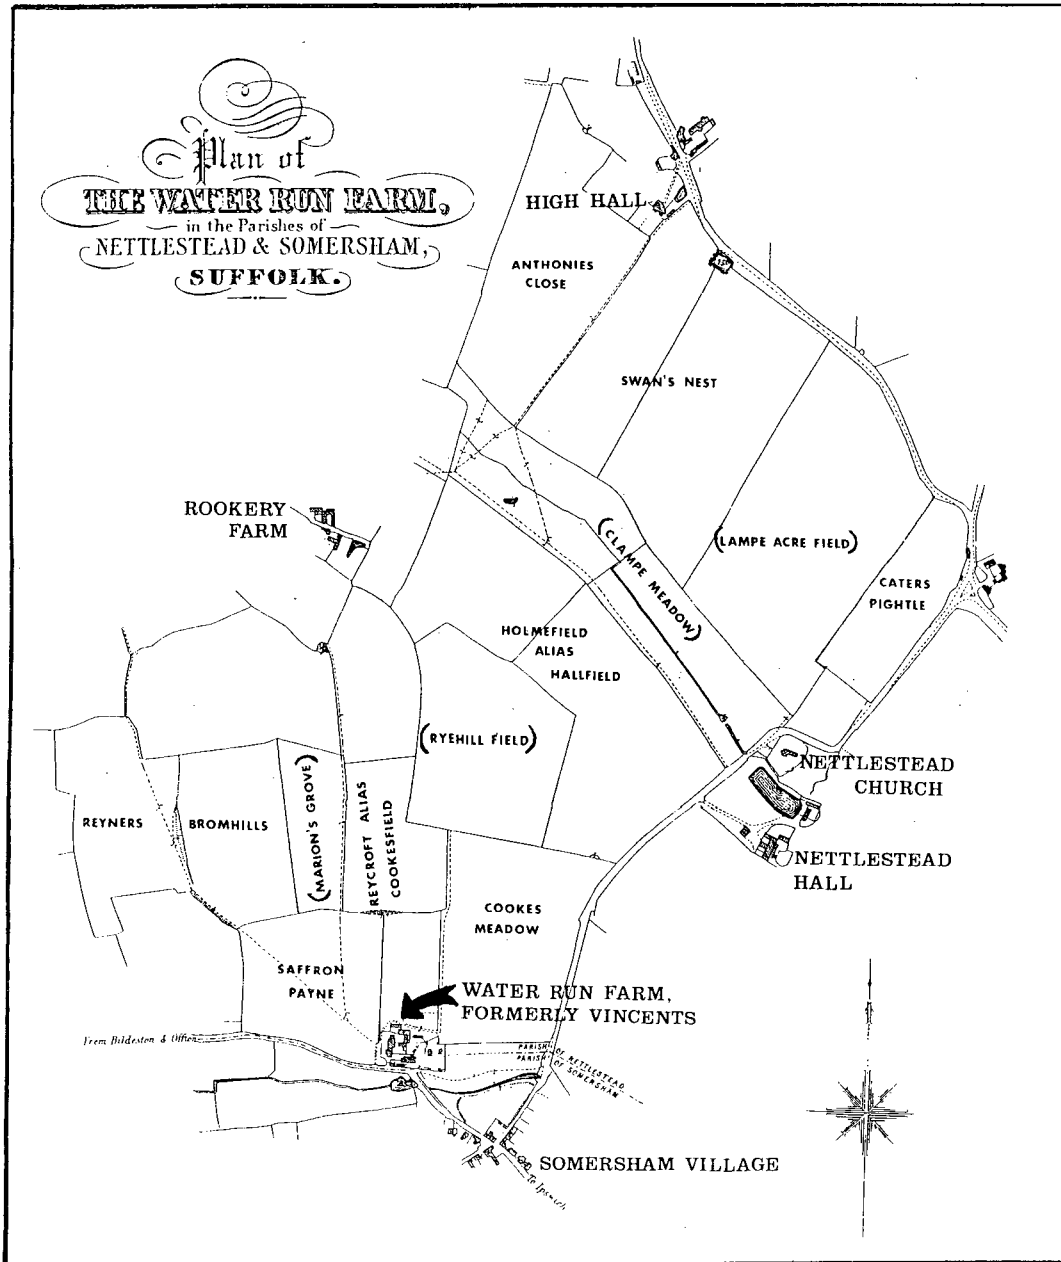 Plan of
THE WATER RUN FARM,
in the Parishes of
NETTLESTEAD & SOMERSHAM,
SUFFOLK.
HIGH HALL
ANTHONIES
CLOSE
SWAN'S NEST
ROOKERY
FARM
(CLAMPE MEADOW)
(LAMPE ACRE FIELD)
CATERS
PIGHTLE
HOLMEFIELD
ALIAS
HALLFIELD
(RYEHILL FIELD)
NETTLESTEAD
CHURCH
REYNERS
BROMHILLS
(MARION'S GROVE)
REYCROFT ALIAS
COOKESFIELD
NETTLESTEAD
HALL
COOKES
MEADOW
SAFFRON
PAYNE
WATER RUN FARM,
FORMERLY VINCENTS
From Bildeston & Offton
PARISH OF NETTLESTEAD
PARISH OF SOMERSHAM
SOMERSHAM VILLAGE
To Ipswich